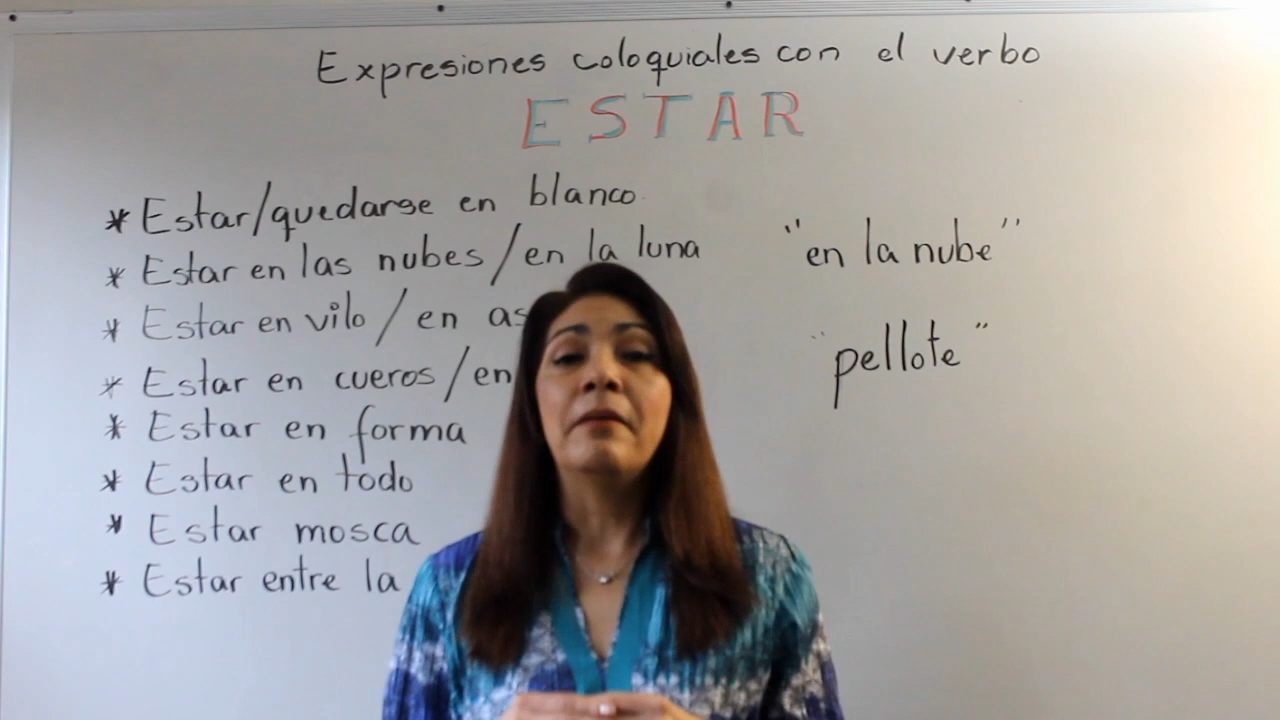 Expresiones coloquiales con el verbo
ESTAR
* Estar/quedarse en blanco
* Estar en las nubes / en la luna
"en la nube"
* Estar en vilo / en
* Estar en cueros / en
"pellote"
* Estar en forma
* Estar en todo
* Estar mosca
* Estar entre la